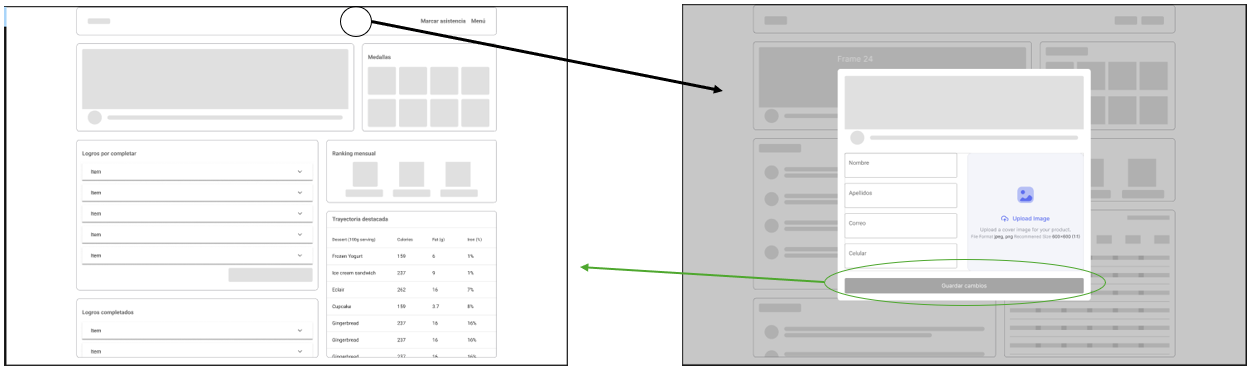 Marcar asistencia Menú
Medallas
Logros por completar
Item
Item
Item
Item
Item
Logros completados
Item
Item
Ranking mensual
Trayectoria destacada
Dessert (100g serving) Calories Fat (g) Iron (%)
Frozen Yogurt 159 6 1%
Ice cream sandwich 237 9 1%
Eclair 262 16 7%
Cupcake 159 3.7 8%
Gingerbread 237 16 16%
Gingerbread 237 16 16%
Gingerbread 237 16 16%
Frame 24
Nombre
Apellidos
Correo
Celular
Upload Image
Upload a cover image for your product.
File Format jpeg, png Recommened Size 600×600 (1:1)
Guardar cambios